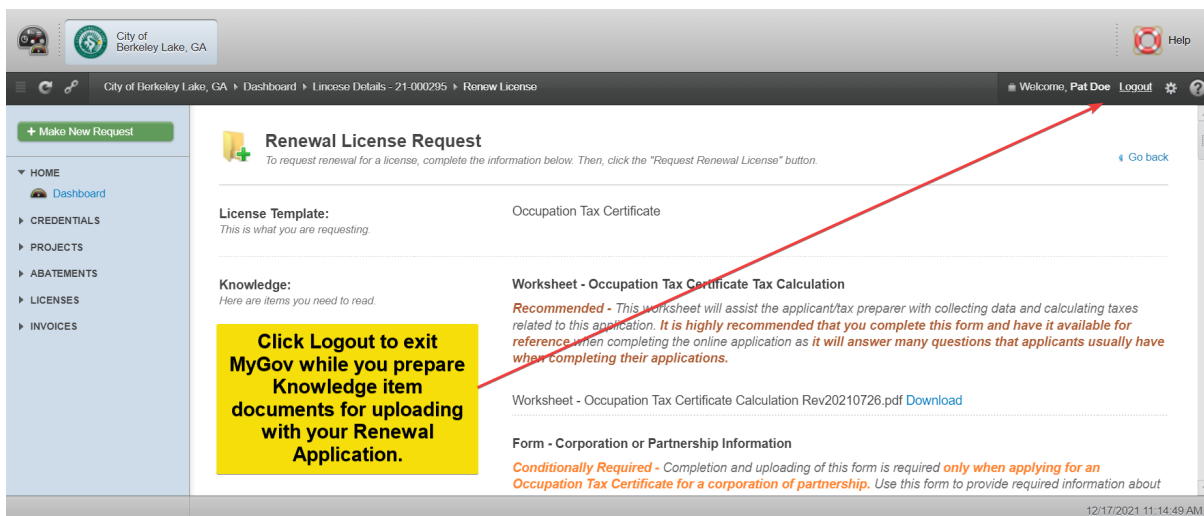 City of
Berkeley Lake, GA
Help
City of Berkeley Lake, GA ▸ Dashboard ▸ Lincese Details - 21-000295 ▸ Renew License
Welcome, Pat Doe Logout
+ Make New Request
HOME
Dashboard
CREDENTIALS
PROJECTS
ABATEMENTS
LICENSES
INVOICES
Renewal License Request
To request renewal for a license, complete the information below. Then, click the "Request Renewal License" button.
Go back
License Template:
This is what you are requesting.
Occupation Tax Certificate
Knowledge:
Here are items you need to read.
Click Logout to exit
MyGov while you prepare
Knowledge item
documents for uploading
with your Renewal
Application.
Worksheet - Occupation Tax Certificate Tax Calculation
Recommended - This worksheet will assist the applicant/tax preparer with collecting data and calculating taxes
related to this application. It is highly recommended that you complete this form and have it available for
reference when completing the online application as it will answer many questions that applicants usually have
when completing their applications.
Worksheet - Occupation Tax Certificate Calculation Rev20210726.pdf Download
Form - Corporation or Partnership Information
Conditionally Required - Completion and uploading of this form is required only when applying for an
Occupation Tax Certificate for a corporation of partnership. Use this form to provide required information about
12/17/2021 11:14:49 AM